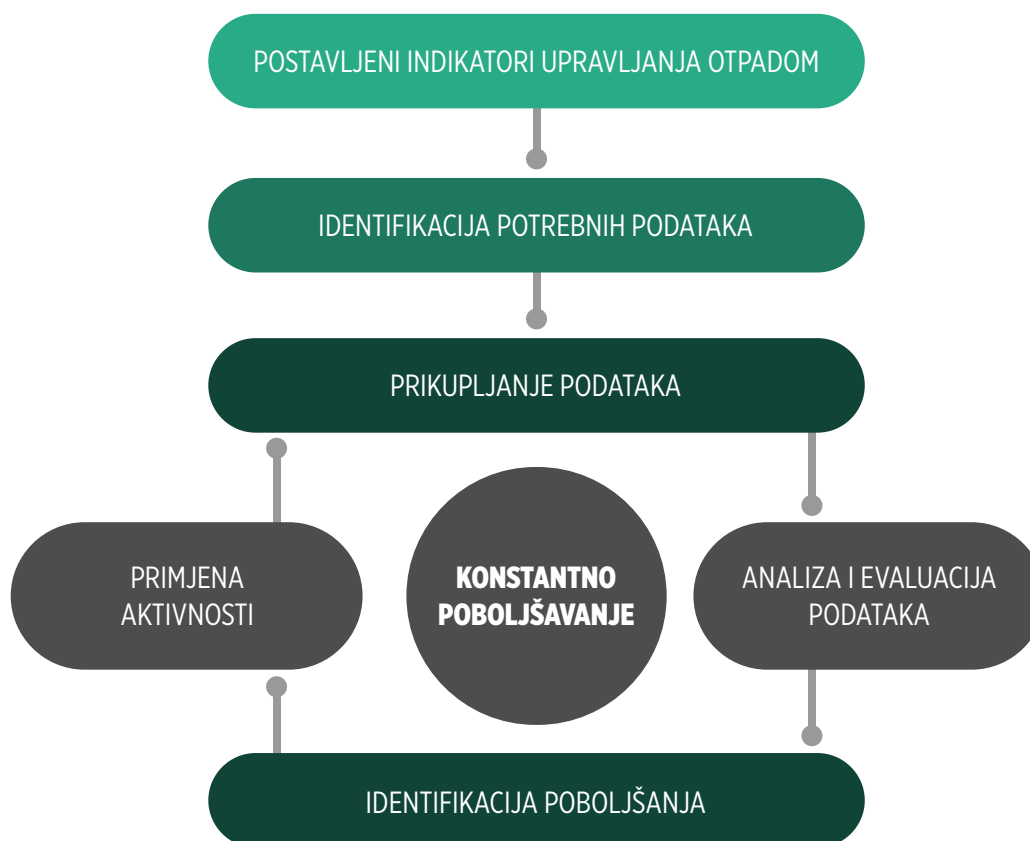 POSTAVLJENI INDIKATORI UPRAVLJANJA OTPADOM
IDENTIFIKACIJA POTREBNIH PODATAKA
PRIKUPLJANJE PODATAKA
PRIMJENA
AKTIVNOSTI
KONSTANTNO
POBOLJŠAVANJE
ANALIZA I EVALUACIJA
PODATAKA
IDENTIFIKACIJA POBOLJŠANJA